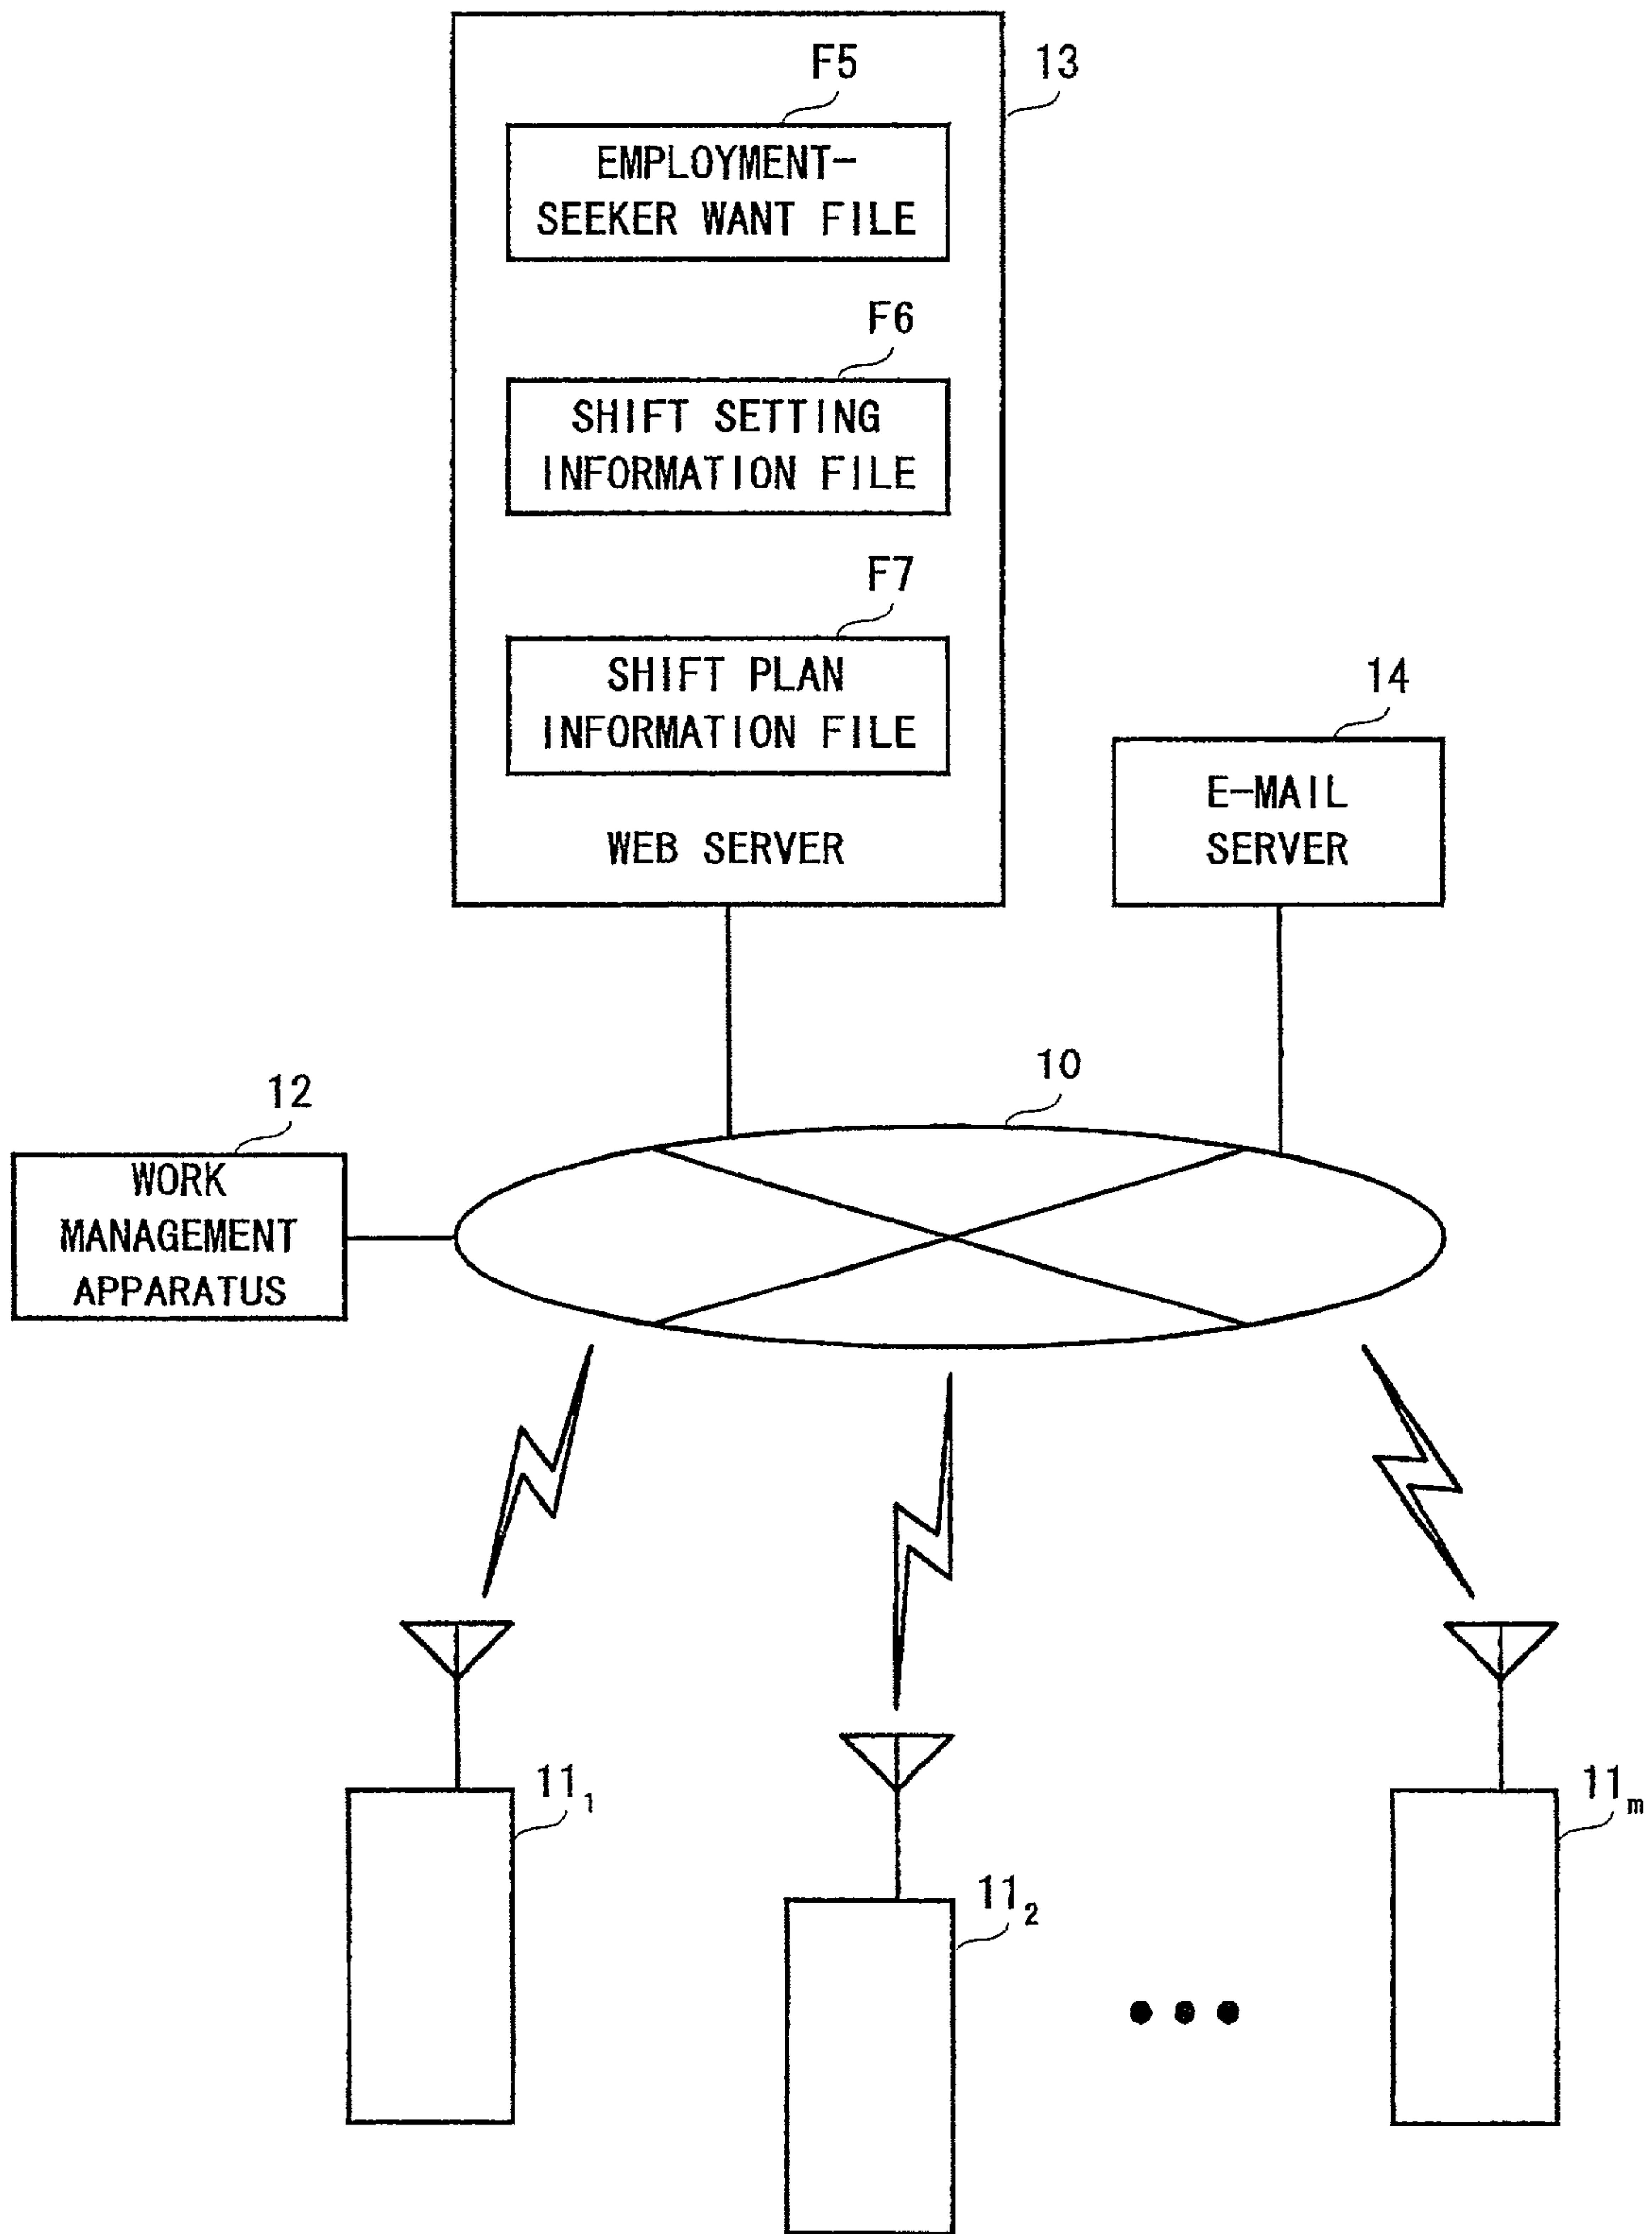 F5
13
EMPLOYMENT-
SEEKER WANT FILE
F6
SHIFT SETTING
INFORMATION FILE
F7
SHIFT PLAN
INFORMATION FILE
WEB SERVER
14
E-MAIL
SERVER
10
12
WORK
MANAGEMENT
APPARATUS
11₁
11₂
11ₘ